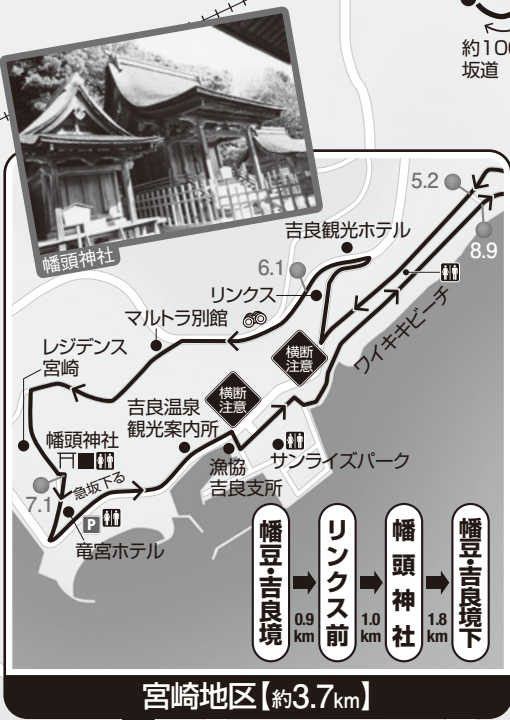 約10
坂道
幡頭神社
5.2
8.9
吉良観光ホテル
6.1
リンクス
マルトラ別館
横断
注意
ワイキキビーチ
レジデンス
宮崎
横断
注意
吉良温泉
観光案内所
幡頭神社
サンライズパーク
漁協
吉良支所
急坂下る
7.1
P
竜宮ホテル
幡豆・吉良境
0.9
km
リンクス前
1.0
km
幡頭神社
1.8
km
幡豆・吉良境下
宮崎地区【約3.7km】